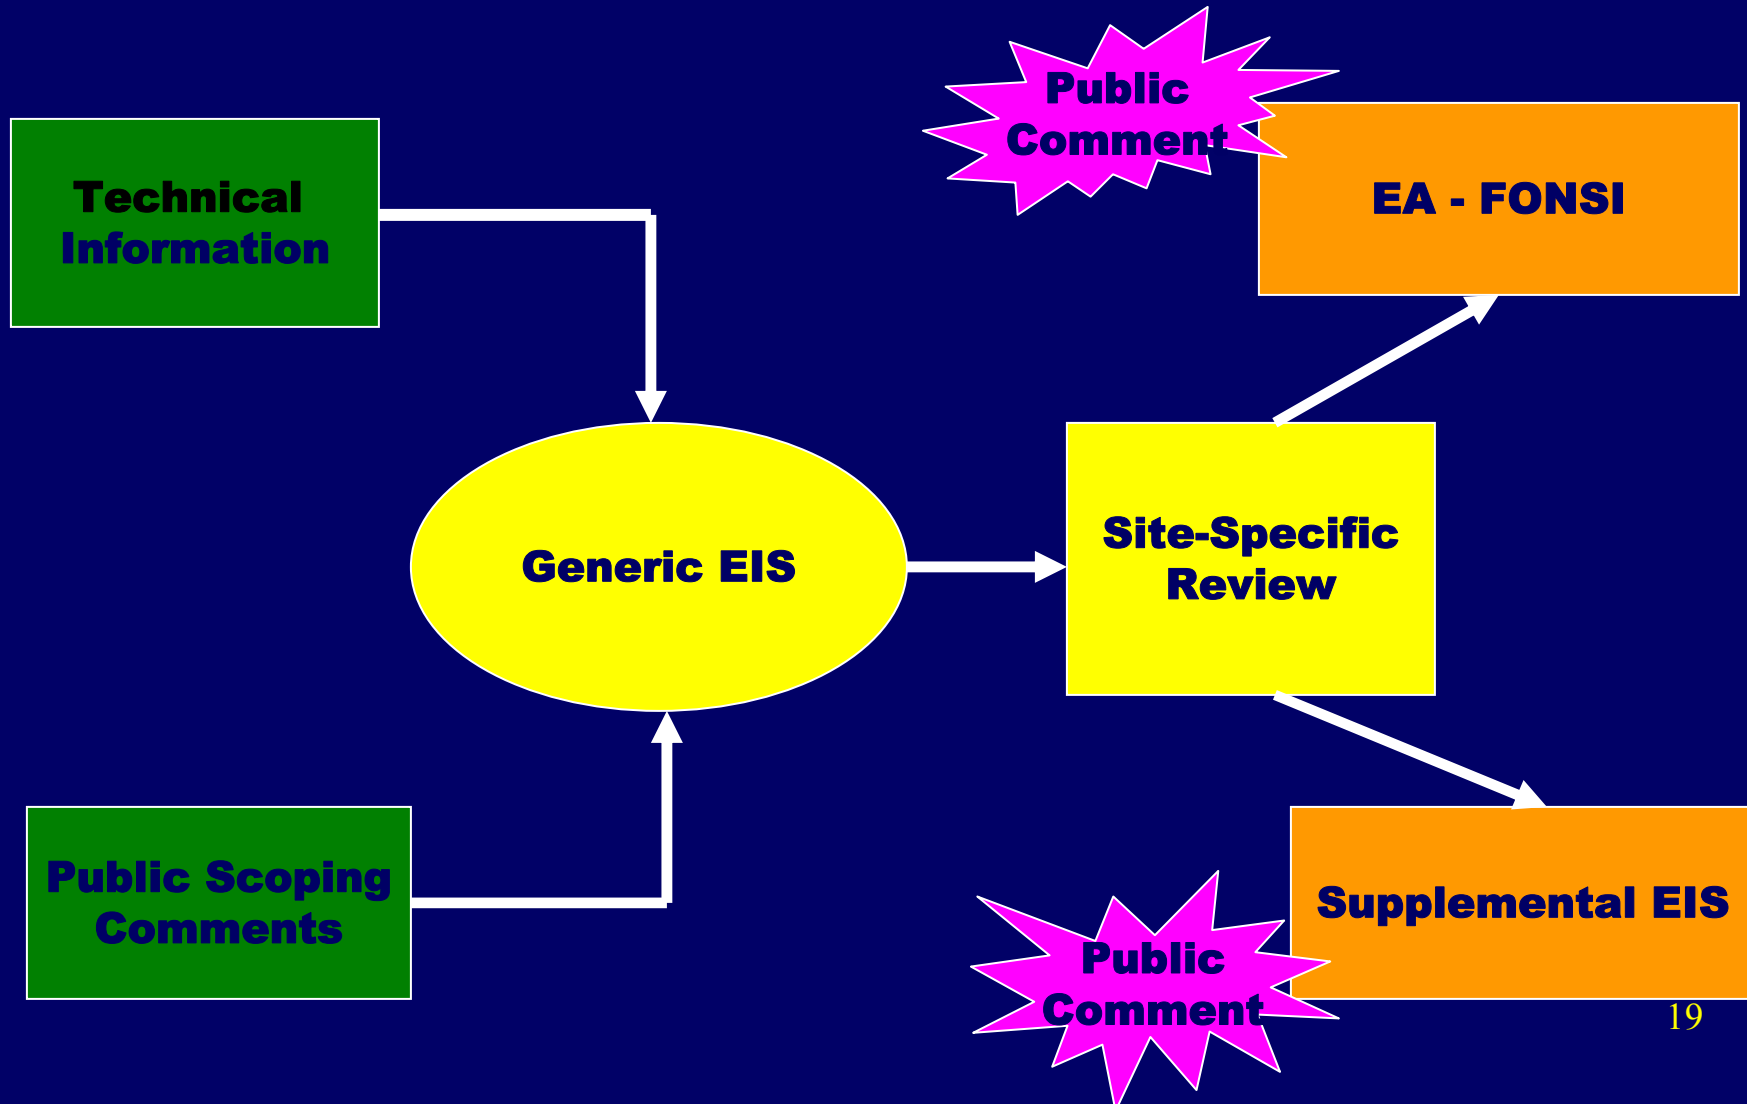 Public
Comment
Technical
Information
EA - FONSI
Generic EIS
Site-Specific
Review
Public Scoping
Comments
Supplemental EIS
Public
Comment
19